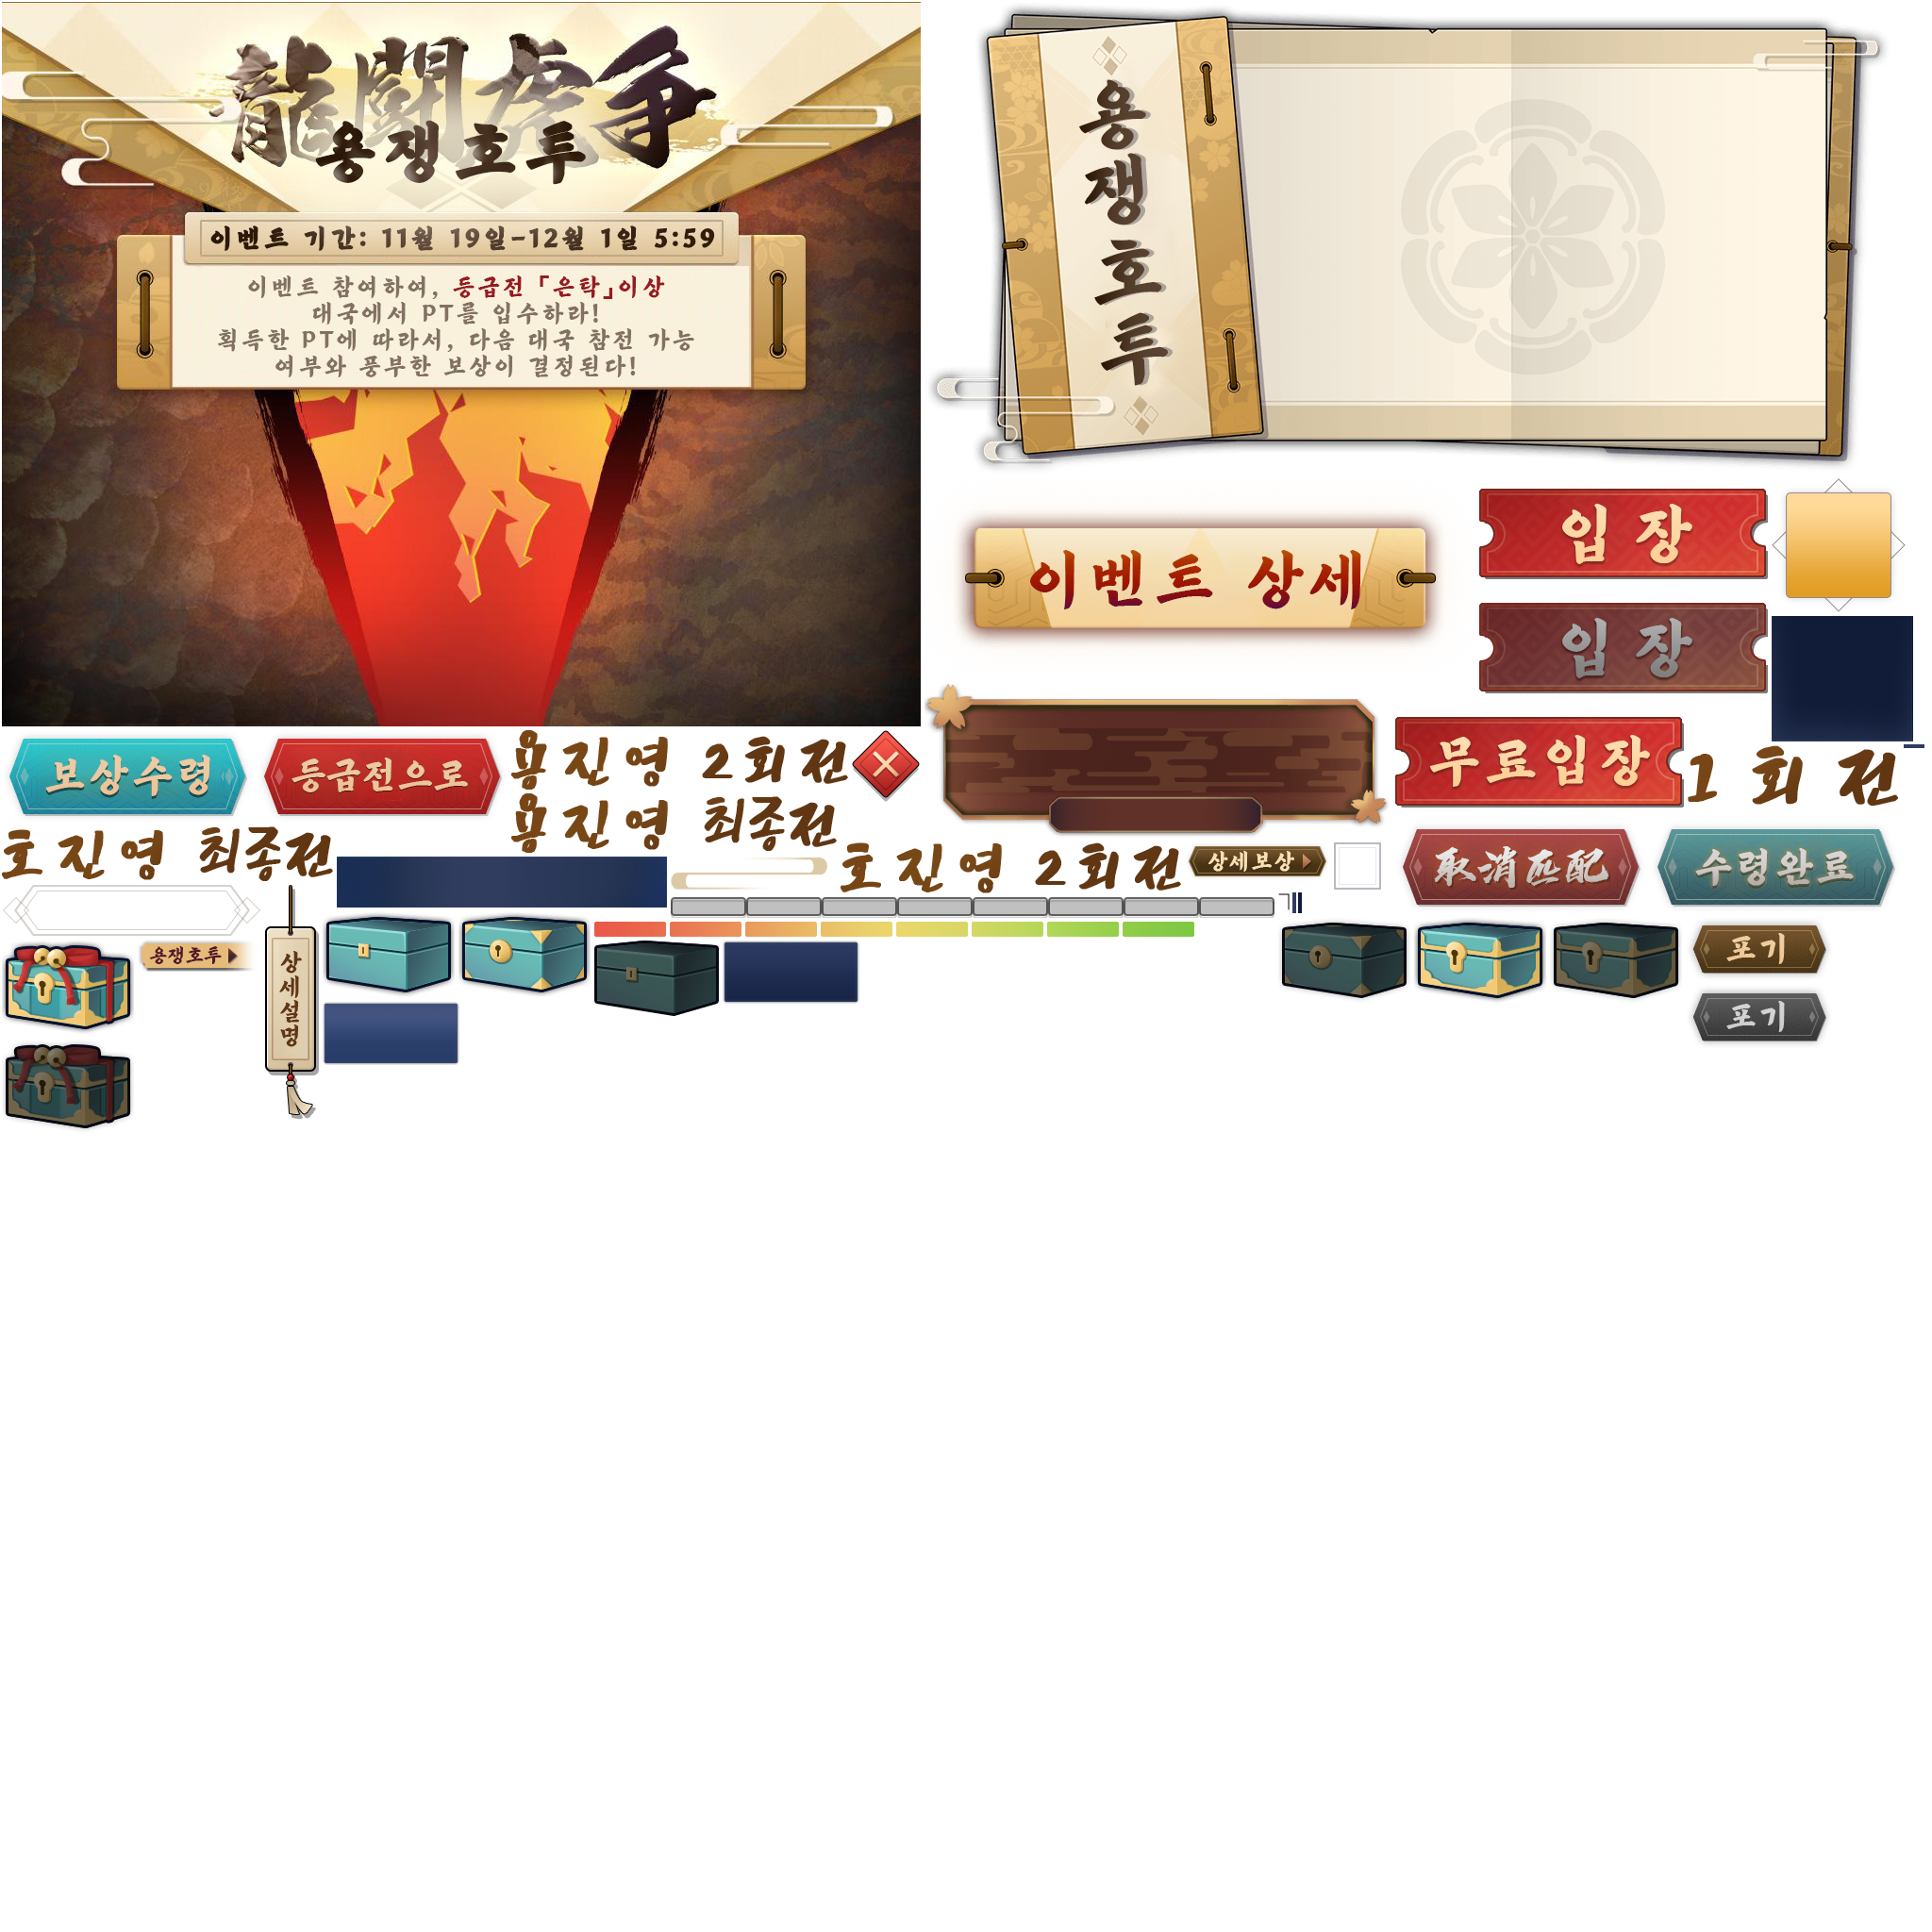 龍闘虎争
용쟁호투
이벤트 기간: 11월 19일-12월 1일 5:59
이벤트 참여하여, 등급전 「은탁」이상
대국에서 PT를 입수하라!
획득한 PT에 따라서, 다음 대국 참전 가능
여부와 풍부한 보상이 결정된다!
용쟁호투
이벤트 상세
입장
입장
무료입장
1 회 전
보상수령
등급전으로
용진영 2회전
용진영 최종전
호진영 최종전
호진영 2회전
상세보상
取消匹配
수령완료
용쟁호투
상세설명
포기
포기